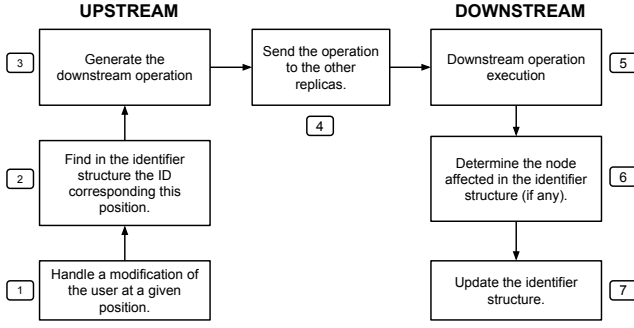 UPSTREAM
DOWNSTREAM
3
Generate the
downstream operation
Send the operation
to the other
replicas.
Downstream operation
execution
5
4
2
Find in the identifier
structure the ID
corresponding this
position.
Determine the node
affected in the identifier
structure (if any).
6
1
Handle a modification of
the user at a given
position.
Update the identifier
structure.
7